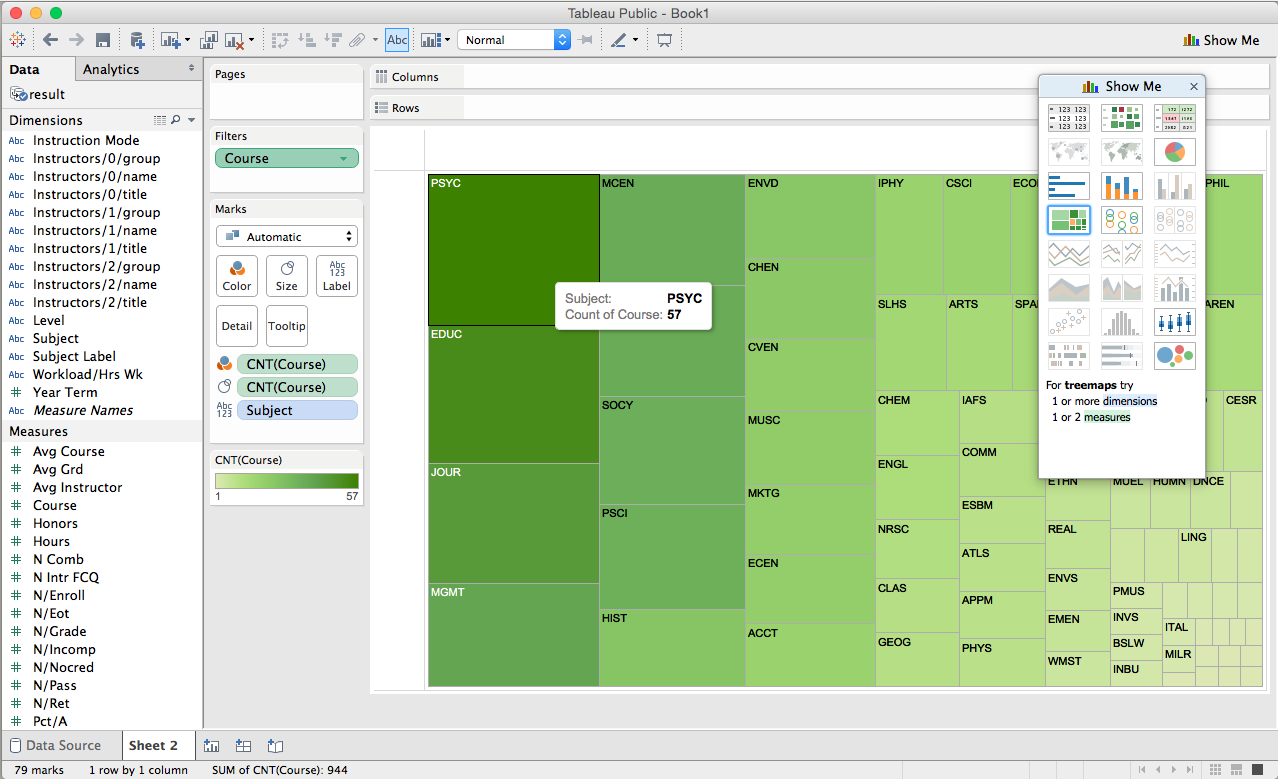 Tableau Public - Book1
Abc
Normal
Show Me
Data
Analytics
result
Dimensions
Abc Instruction Mode
Abc Instructors/0/group
Abc Instructors/0/name
Abc Instructors/0/title
Abc Instructors/1/group
Abc Instructors/1/name
Abc Instructors/1/title
Abc Instructors/2/group
Abc Instructors/2/name
Abc Instructors/2/title
Abc Level
Abc Subject
Abc Subject Label
Abc Workload/Hrs Wk
# Year Term
Abc Measure Names
Measures
# Avg Course
# Avg Grd
# Avg Instructor
# Course
# Honors
# Hours
# N Comb
# N Intr FCQ
# N/Enroll
# N/Eot
# N/Grade
# N/Incomp
# N/Nocred
# N/Pass
# N/Ret
# Pct/A
Pages
Filters
Course
Marks
Automatic
Color
Size
Abc
123
Label
Detail
Tooltip
CNT(Course)
CNT(Course)
Abc
123
Subject
CNT(Course)
1 57
Columns
Rows
PSYC
EDUC
JOUR
MGMT
MCEN
SOCY
PSCI
HIST
ENVD
CHEN
CVEN
MUSC
MKTG
ECEN
ACCT
IPHY
CSCI
ECO
PHIL
SLHS
ARTS
SPA
AREN
CHEM
ENGL
NRSC
CLAS
GEOG
IAFS
COMM
ESBM
ATLS
APPM
PHYS
CESR
ETHN
REAL
ENVS
EMEN
WMST
MUEL
HUMN
DNCE
LING
PMUS
INVS
BSLW
INBU
ITAL
MILR
Subject: PSYC
Count of Course: 57
Show Me
For treemaps try
1 or more dimensions
1 or 2 measures
Data Source
Sheet 2
79 marks
1 row by 1 column
SUM of CNT(Course): 944